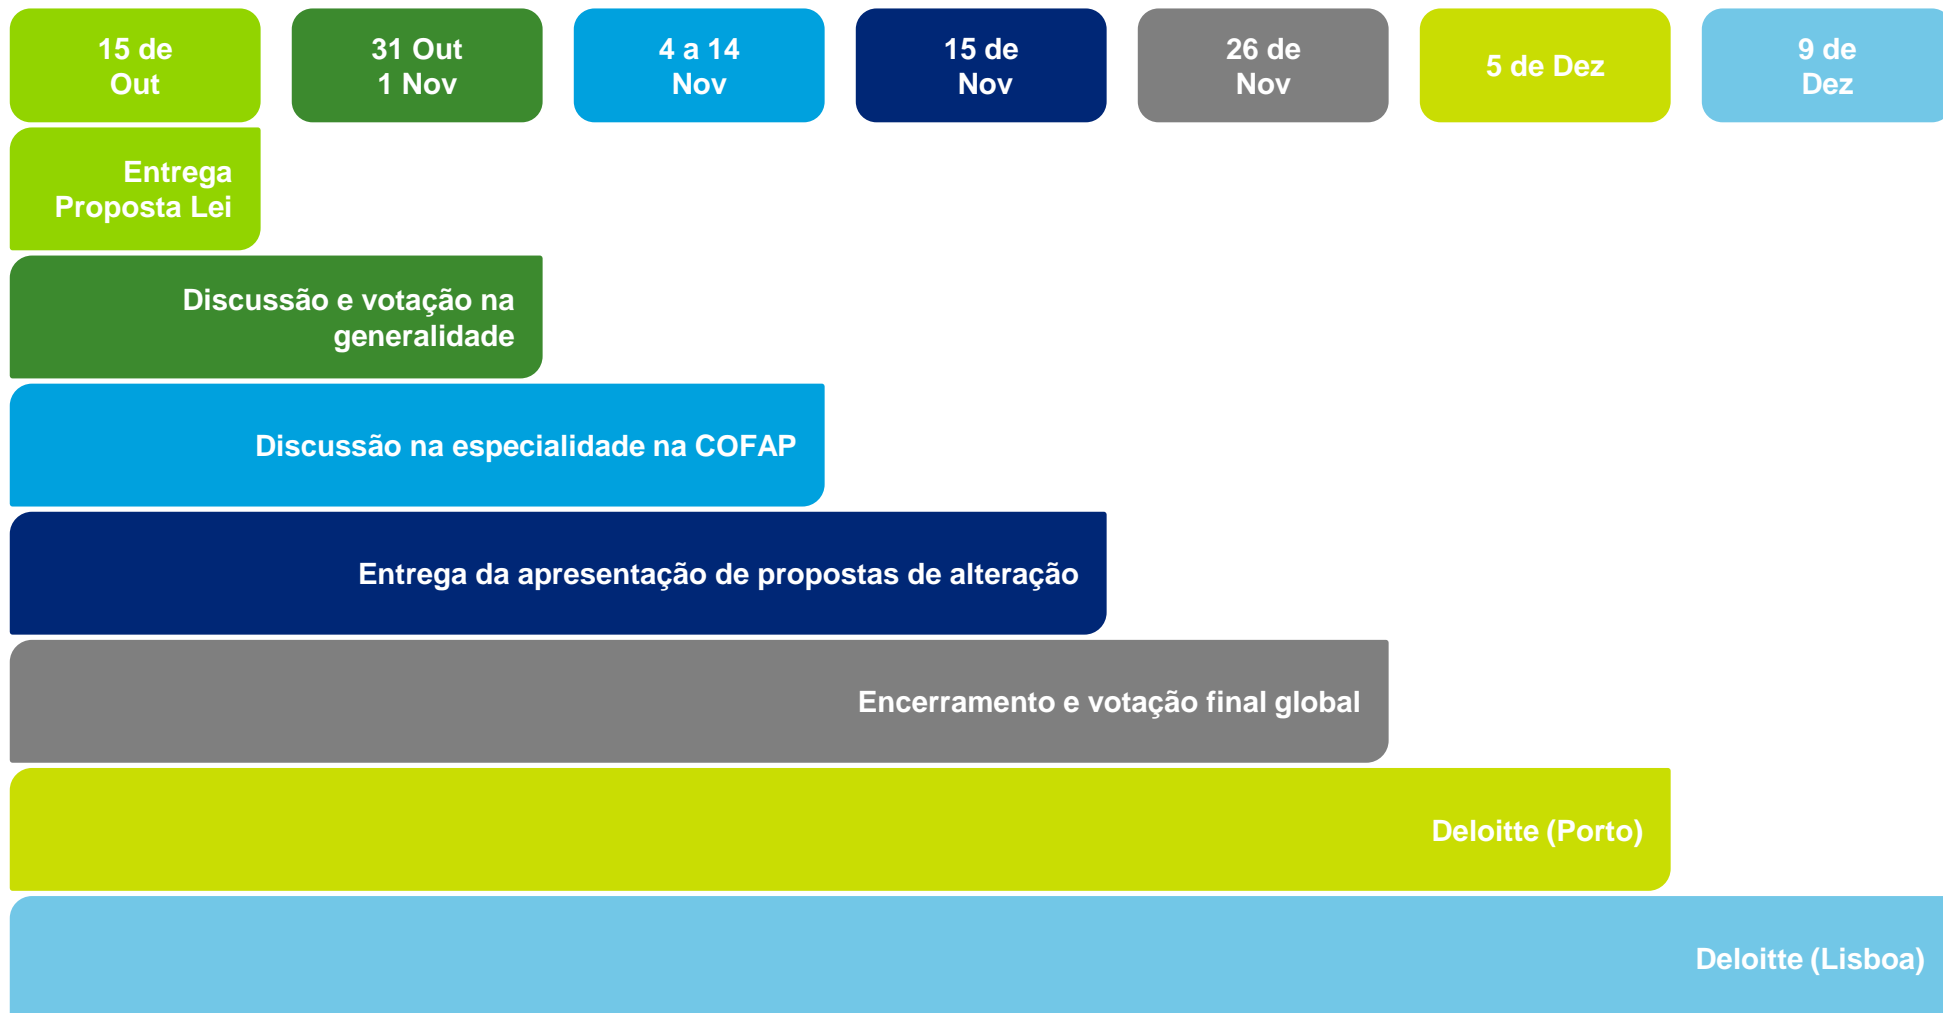 15 de
Out
31 Out
1 Nov
4 a 14
Nov
15 de
Nov
26 de
Nov
5 de Dez
9 de
Dez
Entrega
Proposta Lei
Discussão e votação na
generalidade
Discussão na especialidade na COFAP
Entrega da apresentação de propostas de alteração
Encerramento e votação final global
Deloitte (Porto)
Deloitte (Lisboa)